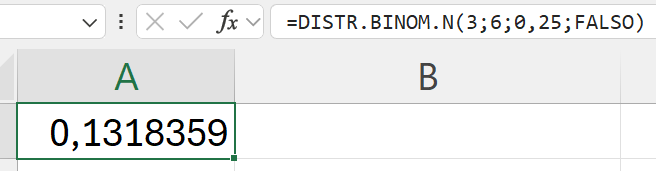 fx =DISTR.BINOM.N(3;6;0,25;FALSO)
A B
0,1318359